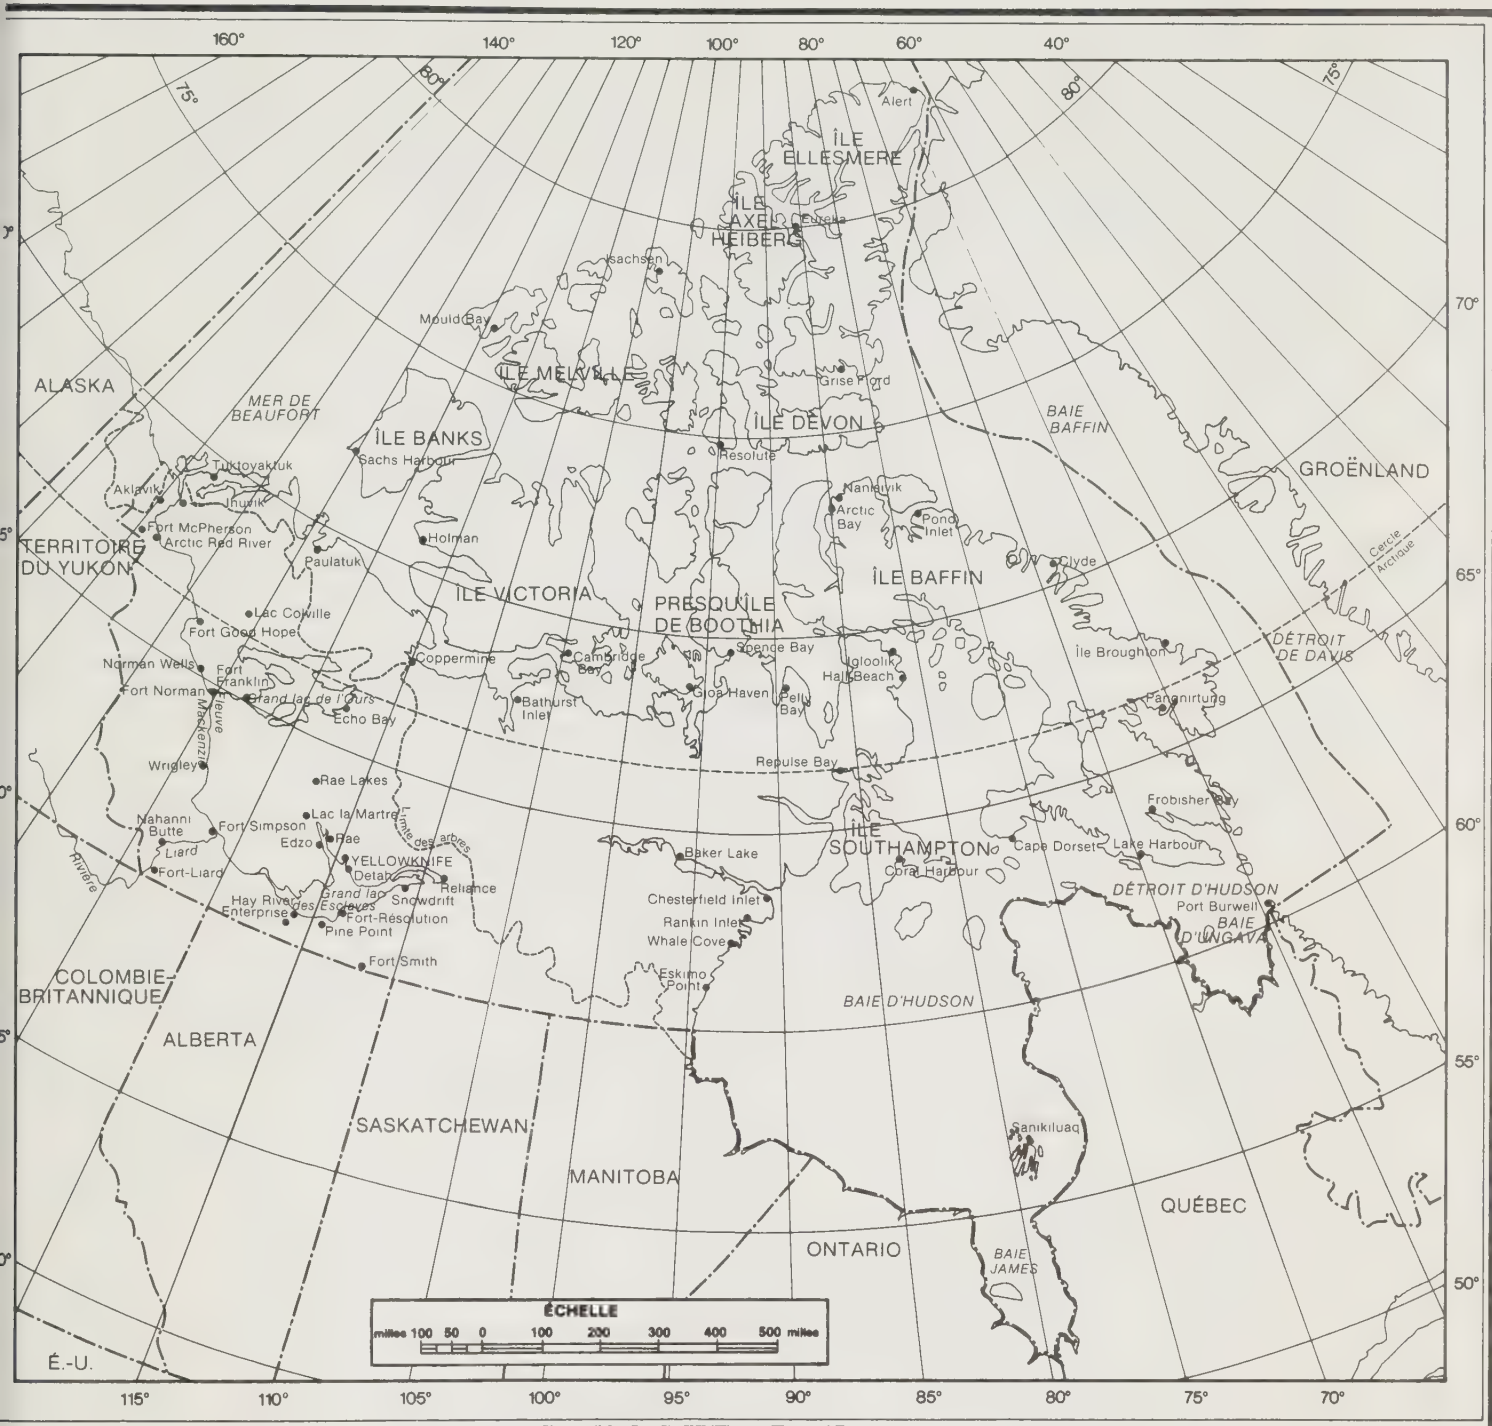 160° 140° 120° 100° 80° 60° 40°
75° 80° 80° 75°
Alert
ÎLE
ELLESMERE
ÎLE
AXEL
HEIBERG
Eureka
Isachsen
70°
Mould Bay
ÎLE MELVILLE
Grise Fiord
ALASKA
MER DE
BEAUFORT
BAIE
BAFFIN
ÎLE DEVON
ÎLE BANKS
Sachs Harbour
Resolute
GROËNLAND
Tuktoyaktuk
Aklavik
Inuvik
Nanisivik
Arctic
Bay
Pond
Inlet
Fort McPherson
Arctic Red River
Holman
TERRITOIRE
DU YUKON
Paulatuk
Clyde
Cercle
Arctique
65°
ÎLE BAFFIN
ÎLE VICTORIA
PRESQU'ÎLE
DE BOOTHIA
Lac Colville
Fort Good Hope
Spence Bay
Île Broughton
DÉTROIT
DE DAVIS
Norman Wells
Fort
Franklin
Coppermine
Cambridge
Bay
Igloolik
Hall Beach
Fort Norman
Grand lac de l'Ours
Echo Bay
Bathurst
Inlet
Gjoa Haven
Pelly
Bay
Pangnirtung
Fleuve
Mackenzie
Wrigley
Repulse Bay
Rae Lakes
Frobisher Bay
60°
Nahanni
Butte
Fort Simpson
Lac la Martre
Limite des arbres
Edzo
Rae
ÎLE
SOUTHAMPTON
Cape Dorset
Lake Harbour
Baker Lake
Coral Harbour
Rivière
Liard
Fort-Liard
YELLOWKNIFE
Detah
Reliance
Snowdrift
Grand lac
des Esclaves
Hay River
Enterprise
Fort-Résolution
Pine Point
Chesterfield Inlet
Rankin Inlet
Whale Cove
DÉTROIT D'HUDSON
Port Burwell
BAIE
D'UNGAVA
Fort Smith
Eskimo
Point
COLOMBIE-
BRITANNIQUE
BAIE D'HUDSON
ALBERTA
55°
SASKATCHEWAN
Sanikiluaq
MANITOBA
QUÉBEC
ONTARIO
BAIE
JAMES
50°
ÉCHELLE
milles 100 50 0 100 200 300 400 500 milles
É.-U.
115° 110° 105° 100° 95° 90° 85° 80° 75° 70°